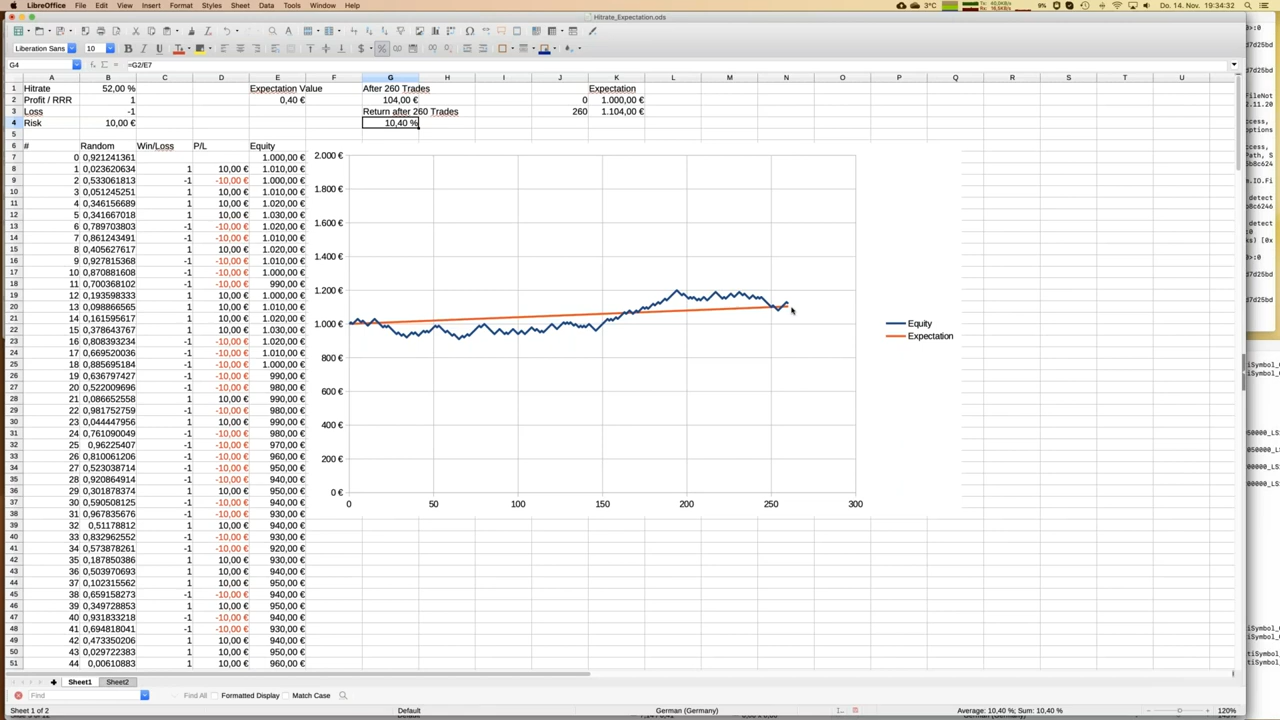 LibreOffice File Edit View Insert Format Styles Sheet Data Tools Window Help 3°C 9% Do. 14. Nov. 19:34:32
Hitrate_Expectation.ods
Liberation Sans 10
G4 =G2/E7
A B C D E F G H I J K L M N O P Q R S T U
1 Hitrate 52,00 % Expectation Value After 260 Trades Expectation
2 Profit / RRR 1 0,40 € 104,00 € 0 1.000,00 €
3 Loss -1 Return after 260 Trades 260 1.104,00 €
4 Risk 10,00 € 10,40 %
5
6 # Random Win/Loss P/L Equity
7 0 0,921241361 1.000,00 €
8 1 0,023620634 1 10,00 € 1.010,00 €
9 2 0,533061813 -1 -10,00 € 1.000,00 €
10 3 0,051245251 1 10,00 € 1.010,00 €
11 4 0,346156689 1 10,00 € 1.020,00 €
12 5 0,341667018 1 10,00 € 1.030,00 €
13 6 0,789703803 -1 -10,00 € 1.020,00 €
14 7 0,861243491 -1 -10,00 € 1.010,00 €
15 8 0,405627617 1 10,00 € 1.020,00 €
16 9 0,927815368 -1 -10,00 € 1.010,00 €
17 10 0,870881608 -1 -10,00 € 1.000,00 €
18 11 0,700368102 -1 -10,00 € 990,00 €
19 12 0,193598333 1 10,00 € 1.000,00 €
20 13 0,098866565 1 10,00 € 1.010,00 €
21 14 0,161779068 1 10,00 € 1.020,00 €
22 15 0,378643767 1 10,00 € 1.030,00 €
23 16 0,808393234 -1 -10,00 € 1.020,00 €
24 17 0,669520036 -1 -10,00 € 1.010,00 €
25 18 0,885695184 -1 -10,00 € 1.000,00 €
26 19 0,636797427 -1 -10,00 € 990,00 €
27 20 0,522009696 -1 -10,00 € 980,00 €
28 21 0,086652558 1 10,00 € 990,00 €
29 22 0,981752759 -1 -10,00 € 980,00 €
30 23 0,044447956 1 10,00 € 990,00 €
31 24 0,761090049 -1 -10,00 € 980,00 €
32 25 0,96225407 -1 -10,00 € 970,00 €
33 26 0,810061206 -1 -10,00 € 960,00 €
34 27 0,523038714 -1 -10,00 € 950,00 €
35 28 0,920864914 -1 -10,00 € 940,00 €
36 29 0,301878374 1 10,00 € 950,00 €
37 30 0,590508125 -1 -10,00 € 940,00 €
38 31 0,967835676 -1 -10,00 € 930,00 €
39 32 0,51178812 1 10,00 € 940,00 €
40 33 0,832962552 -1 -10,00 € 930,00 €
41 34 0,573878261 -1 -10,00 € 920,00 €
42 35 0,187850386 1 10,00 € 930,00 €
43 36 0,503970693 1 10,00 € 940,00 €
44 37 0,102315562 1 10,00 € 950,00 €
45 38 0,659158273 -1 -10,00 € 940,00 €
46 39 0,349728853 1 10,00 € 950,00 €
47 40 0,931833218 -1 -10,00 € 940,00 €
48 41 0,694818041 -1 -10,00 € 930,00 €
49 42 0,473350206 1 10,00 € 940,00 €
50 43 0,029722383 1 10,00 € 950,00 €
51 44 0,00610883 1 10,00 € 960,00 €
2.000 €
1.800 €
1.600 €
1.400 €
1.200 €
1.000 €
800 €
600 €
400 €
200 €
0 €
0 50 100 150 200 250 300
Equity
Expectation
Sheet1 Sheet2
Find Find All Formatted Display Match Case
Sheet 1 of 2 Default German (Germany) Average: 10,40 %; Sum: 10,40 % 120%